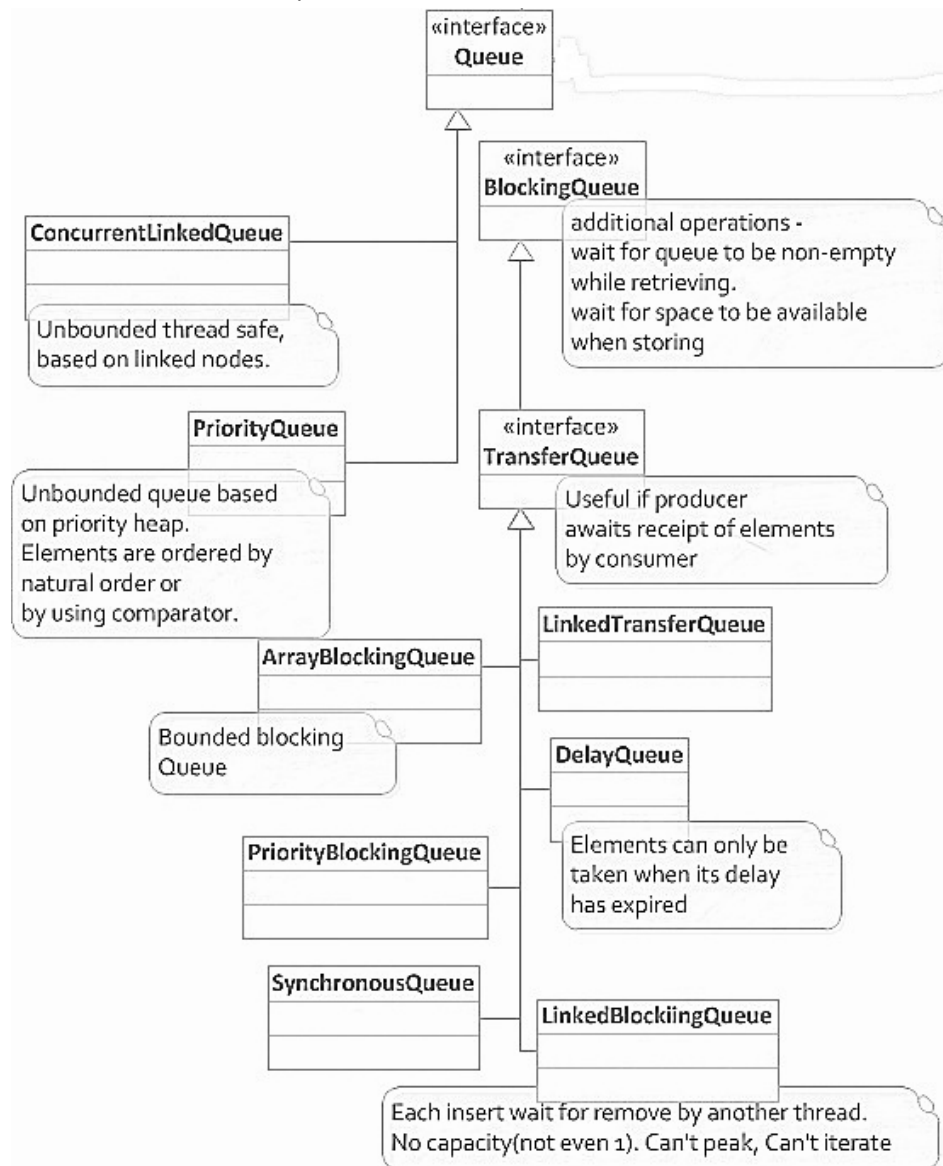 «interface»
Queue
«interface»
BlockingQueue
additional operations -
wait for queue to be non-empty
while retrieving.
wait for space to be available
when storing
ConcurrentLinkedQueue
Unbounded thread safe,
based on linked nodes.
PriorityQueue
Unbounded queue based
on priority heap.
Elements are ordered by
natural order or
by using comparator.
«interface»
TransferQueue
Useful if producer
awaits receipt of elements
by consumer
LinkedTransferQueue
ArrayBlockingQueue
Bounded blocking
Queue
DelayQueue
Elements can only be
taken when its delay
has expired
PriorityBlockingQueue
SynchronousQueue
LinkedBlockiingQueue
Each insert wait for remove by another thread.
No capacity(not even 1). Can't peak, Can't iterate